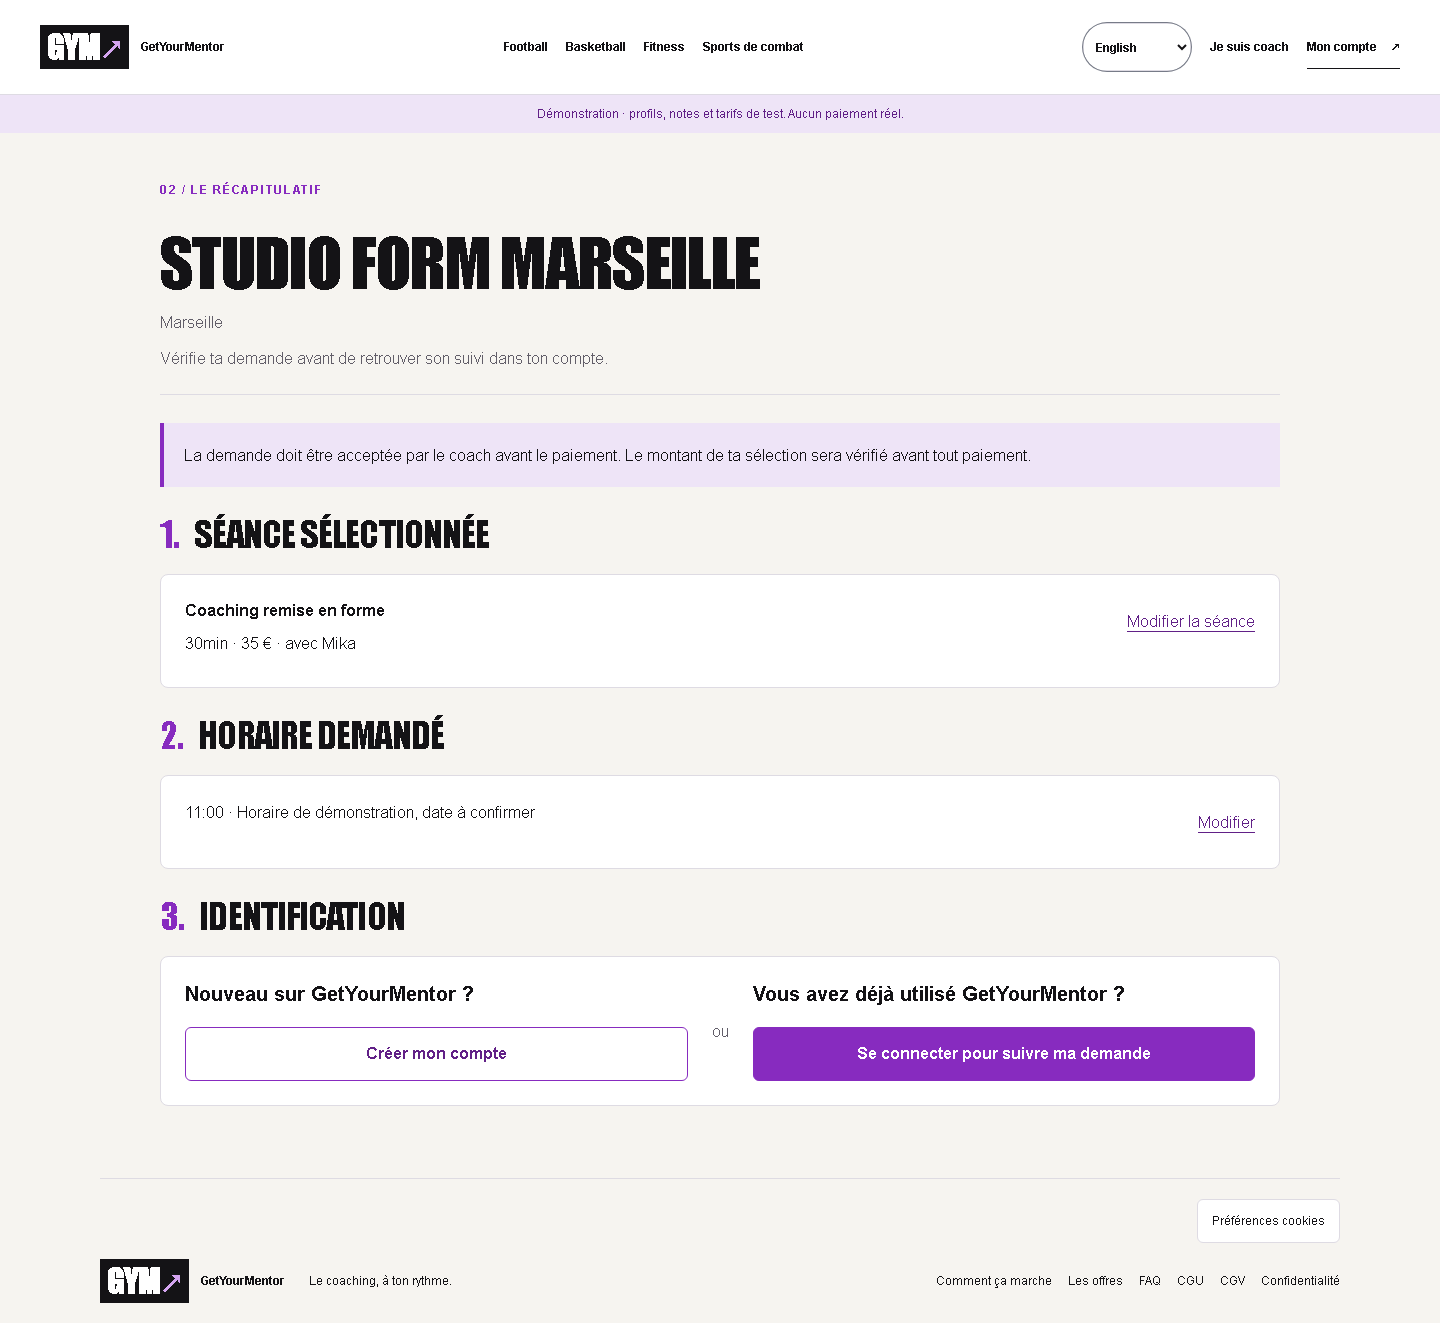 GYM↗ GetYourMentor Football Basketball Fitness Sports de combat English Je suis coach Mon compte ↗
Démonstration · profils, notes et tarifs de test. Aucun paiement réel.
02 / LE RÉCAPITULATIF
STUDIO FORM MARSEILLE
Marseille
Vérifie ta demande avant de retrouver son suivi dans ton compte.
La demande doit être acceptée par le coach avant le paiement. Le montant de ta sélection sera vérifié avant tout paiement.
1. SÉANCE SÉLECTIONNÉE
Coaching remise en forme
Modifier la séance
30min · 35 € · avec Mika
2. HORAIRE DEMANDÉ
11:00 · Horaire de démonstration, date à confirmer
Modifier
3. IDENTIFICATION
Nouveau sur GetYourMentor ?
Créer mon compte
ou
Vous avez déjà utilisé GetYourMentor ?
Se connecter pour suivre ma demande
Préférences cookies
GYM↗ GetYourMentor Le coaching, à ton rythme. Comment ça marche Les offres FAQ CGU CGV Confidentialité